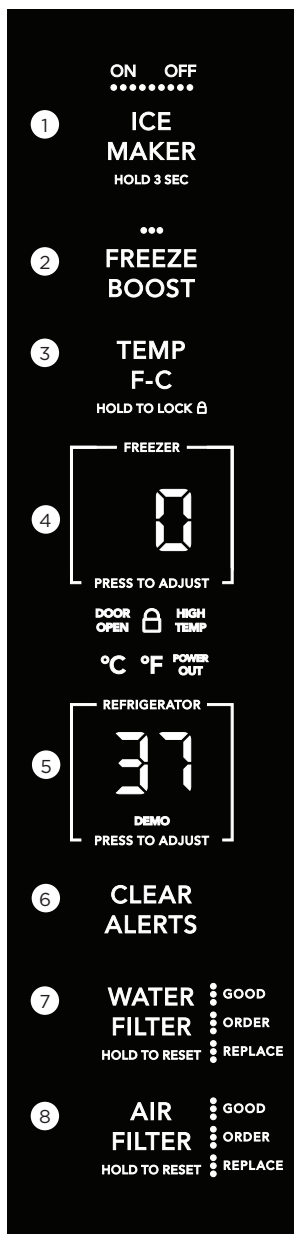 ON OFF
1
ICE
MAKER
HOLD 3 SEC
2
FREEZE
BOOST
3
TEMP
F-C
HOLD TO LOCK
FREEZER
4
0
PRESS TO ADJUST
DOOR OPEN
HIGH TEMP
°C °F POWER OUT
REFRIGERATOR
5
37
DEMO
PRESS TO ADJUST
6
CLEAR
ALERTS
7
WATER
FILTER
HOLD TO RESET
GOOD
ORDER
REPLACE
8
AIR
FILTER
HOLD TO RESET
GOOD
ORDER
REPLACE